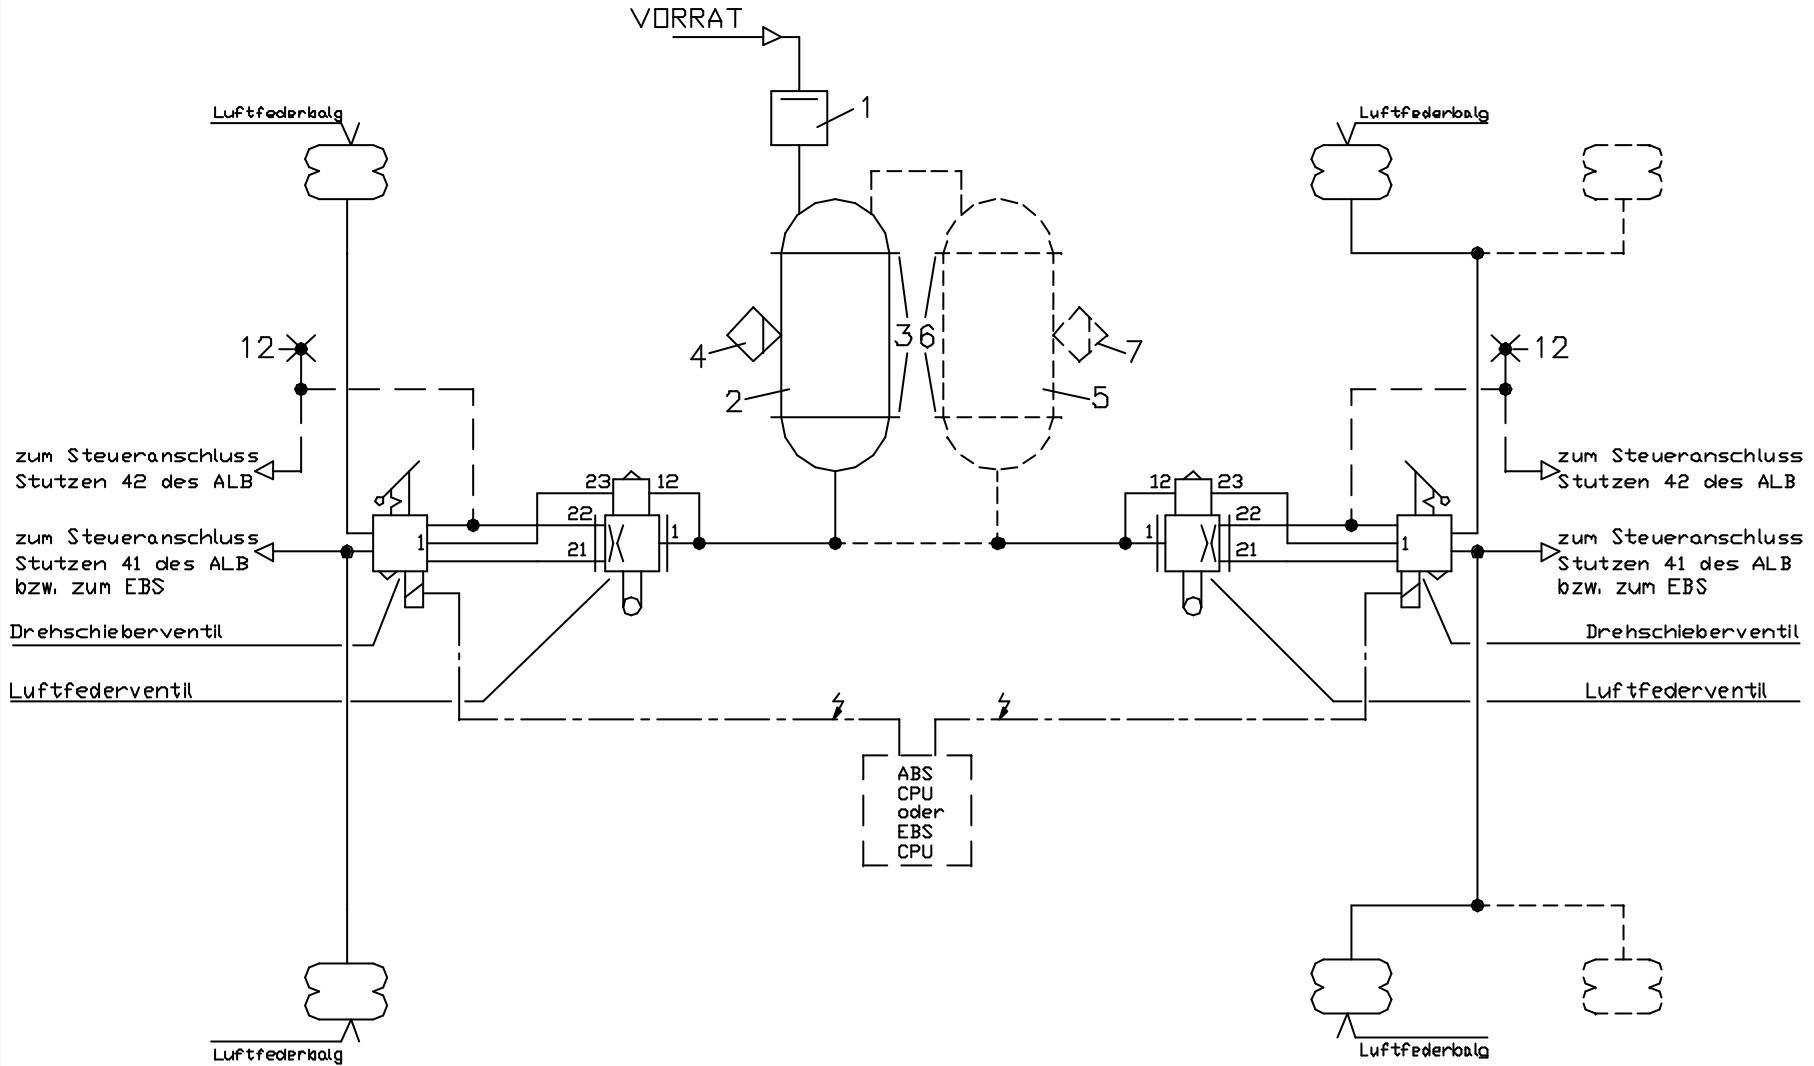 VORRAT
1
Luftfederbalg
Luftfederbalg
3 6
4
7
2
5
12
12
zum Steueranschluss
Stutzen 42 des ALB
zum Steueranschluss
Stutzen 42 des ALB
23 12
22
1
21
1
12 23
22
1
21
1
zum Steueranschluss
Stutzen 41 des ALB
bzw. zum EBS
zum Steueranschluss
Stutzen 41 des ALB
bzw. zum EBS
Drehschieberventil
Drehschieberventil
Luftfederventil
Luftfederventil
ABS
CPU
oder
EBS
CPU
Luftfederbalg
Luftfederbalg